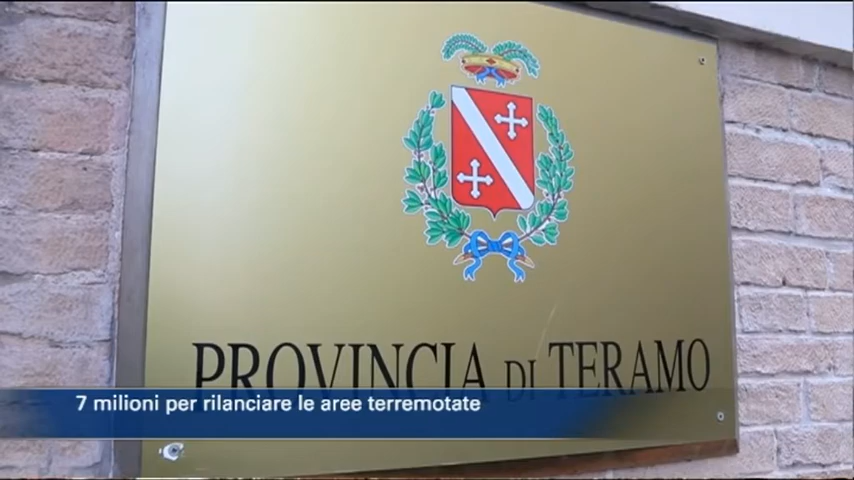 PROVINCIA DI TERAMO
7 milioni per rilanciare le aree terremotate